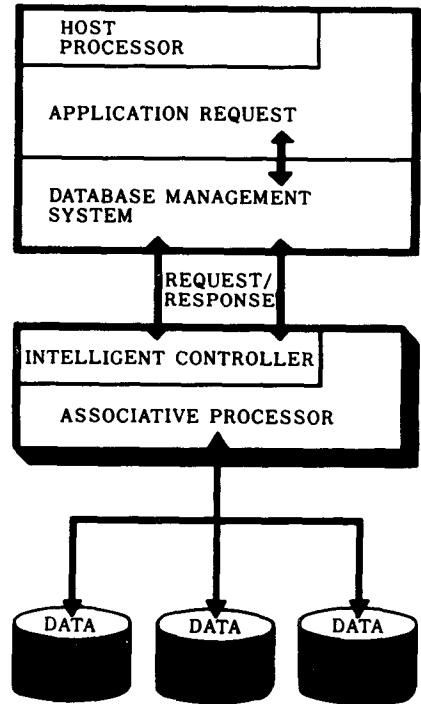 HOST
PROCESSOR
APPLICATION REQUEST
DATABASE MANAGEMENT
SYSTEM
REQUEST/
RESPONSE
INTELLIGENT CONTROLLER
ASSOCIATIVE PROCESSOR
DATA
DATA
DATA